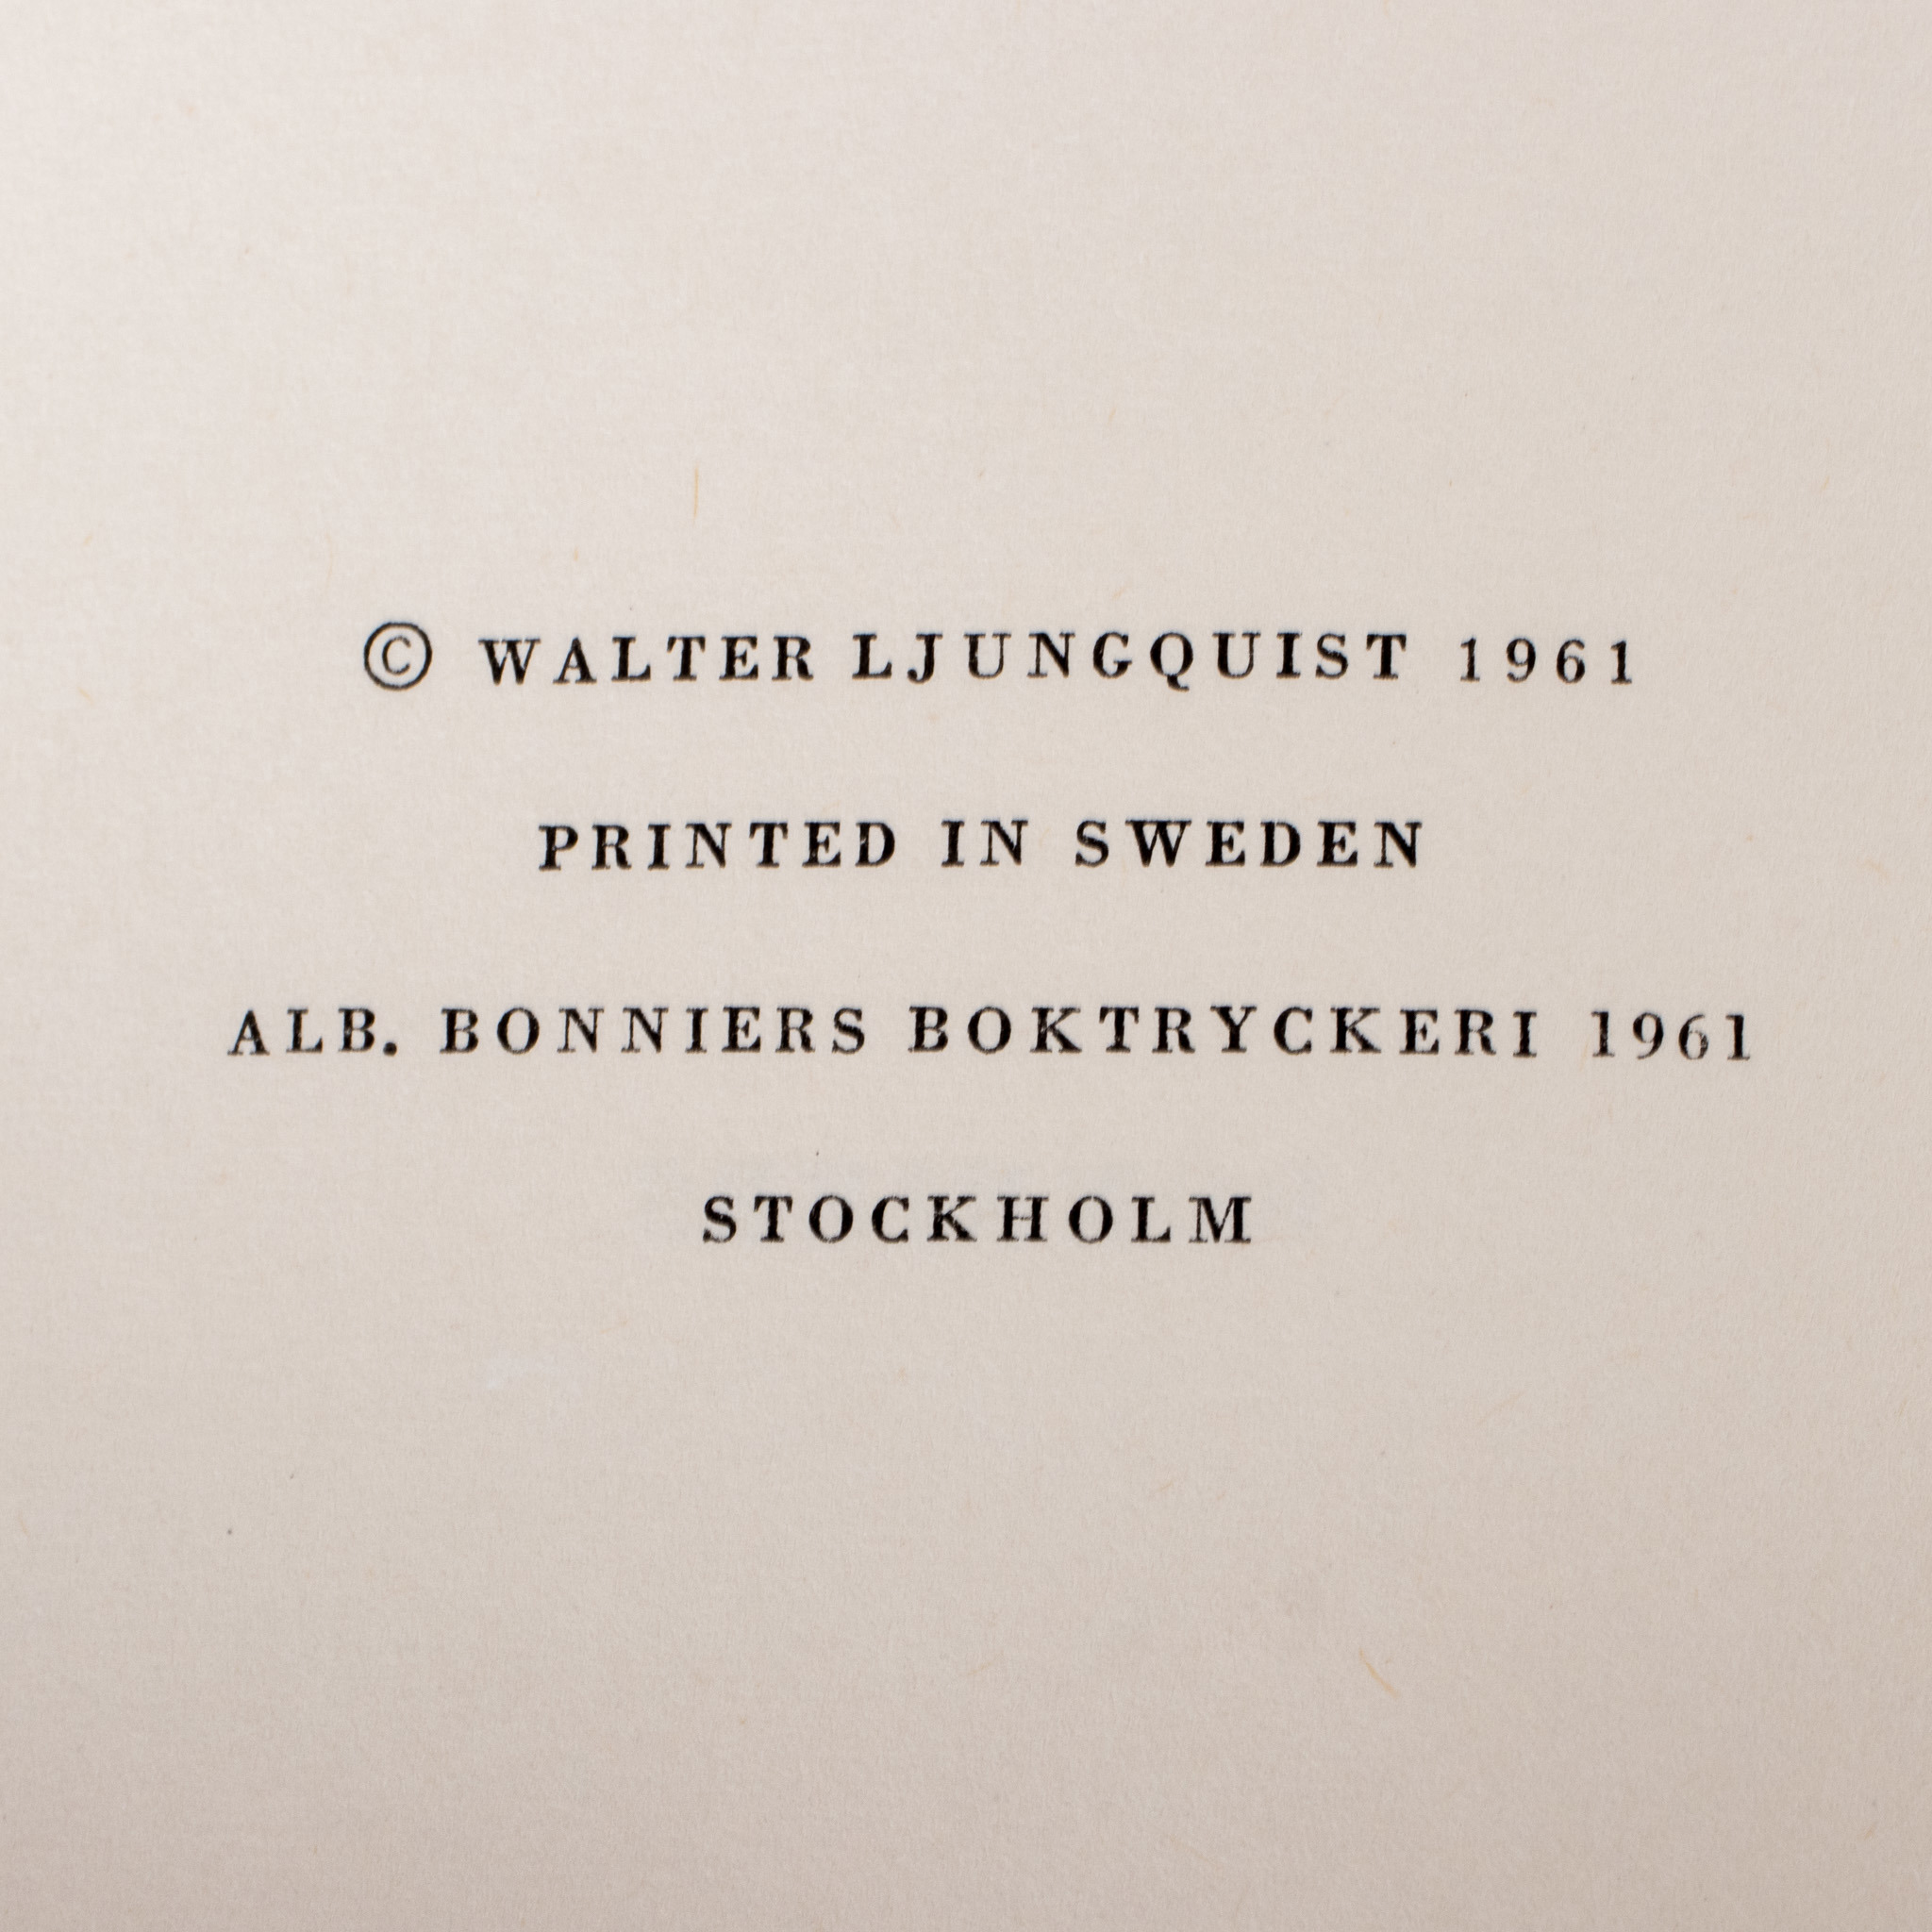 © WALTER LJUNGQUIST 1961
PRINTED IN SWEDEN
ALB. BONNIERS BOKTRYCKERI 1961
STOCKHOLM